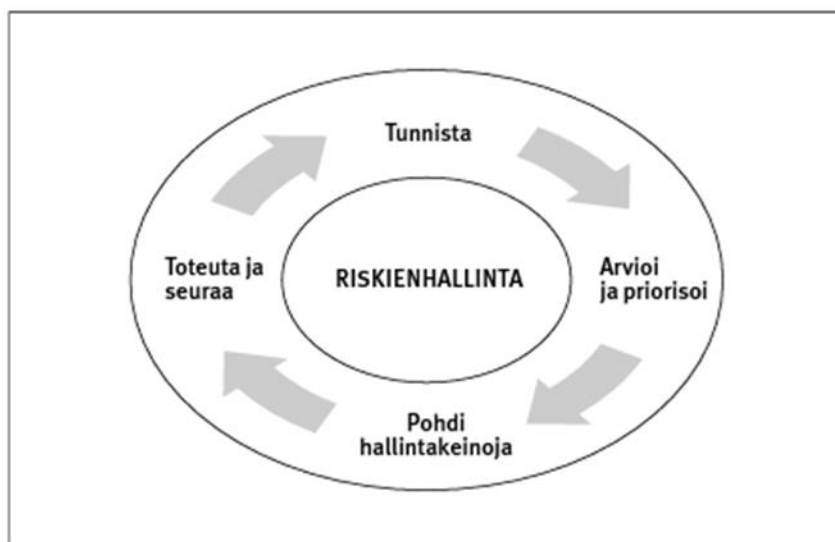 Tunnista
Arvioi
ja priorisoi
Pohdi
hallintakeinoja
Toteuta ja
seuraa
RISKIENHALLINTA